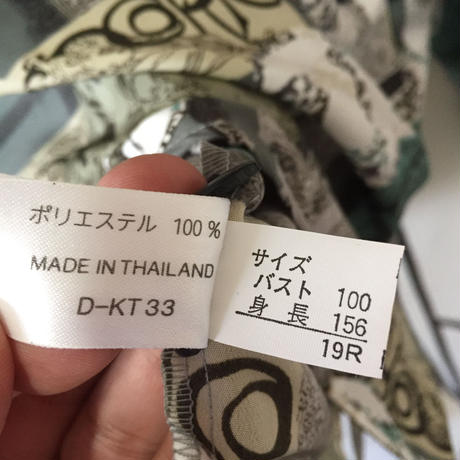 ポリエステル 100%
MADE IN THAILAND
D-KT33
サイズ
バスト 100
身長 156
19R